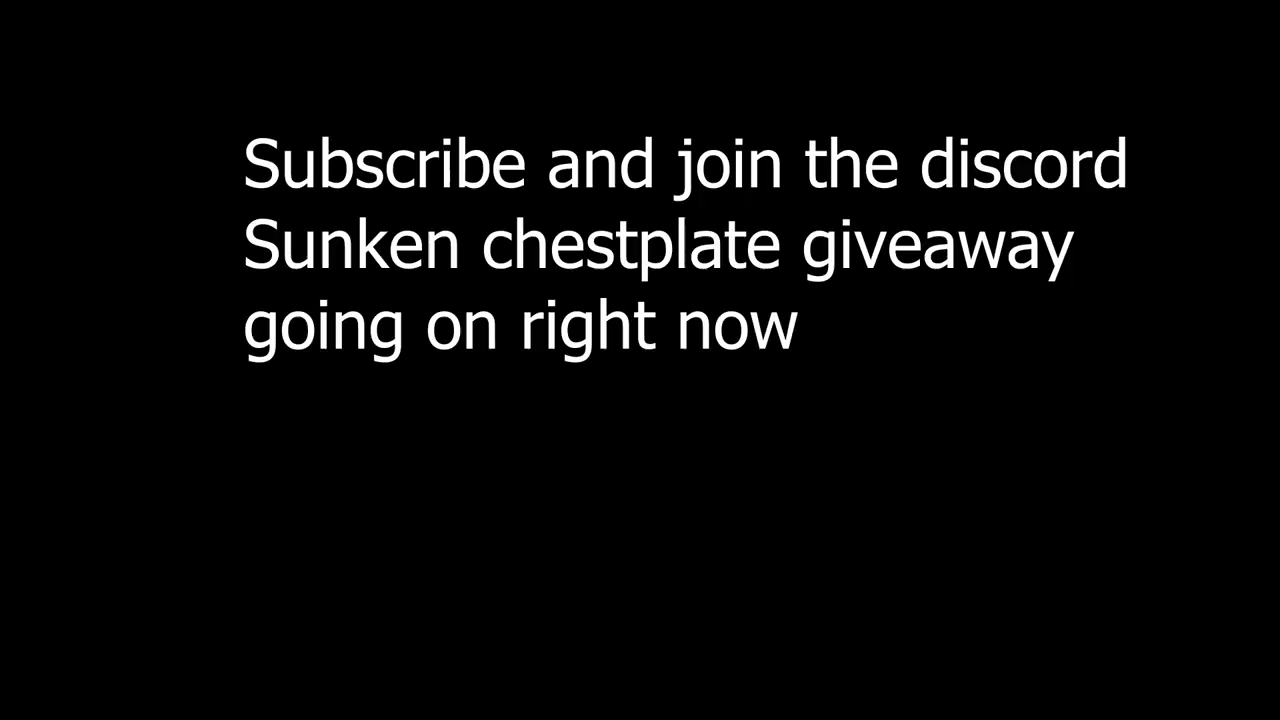 Subscribe and join the discord
Sunken chestplate giveaway
going on right now